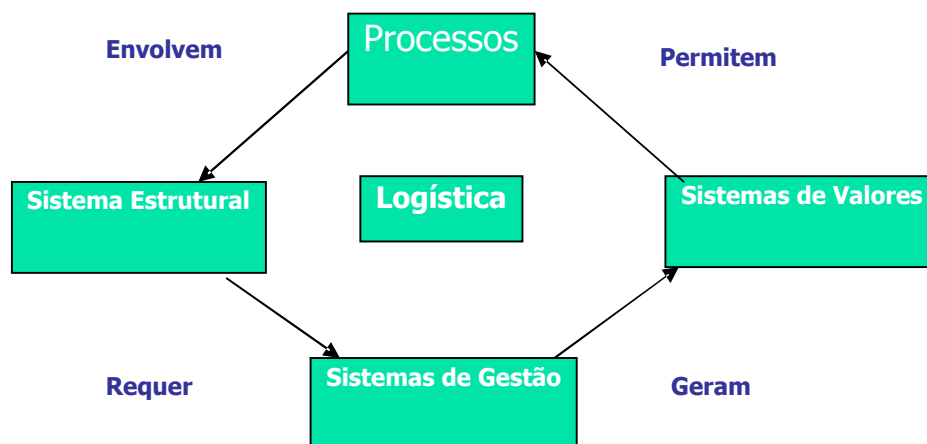 Processos
Envolvem
Permitem
Sistema Estrutural
Logística
Sistemas de Valores
Sistemas de Gestão
Requer
Geram